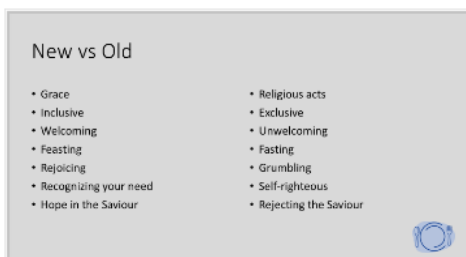 New vs Old
• Grace
• Inclusive
• Welcoming
• Feasting
• Rejoicing
• Recognizing your need
• Hope in the Saviour
• Religious acts
• Exclusive
• Unwelcoming
• Fasting
• Grumbling
• Self-righteous
• Rejecting the Saviour